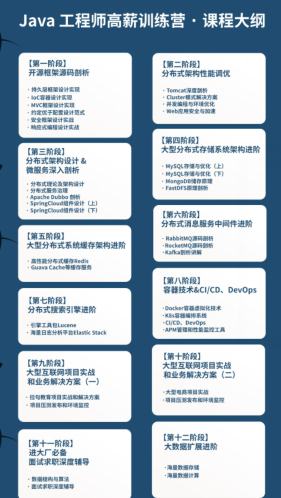 Java 工程师高薪训练营 · 课程大纲
【第一阶段】
开源框架源码剖析
· 持久层框架设计实现
· IoC容器设计实现
· MVC框架设计实现
· 约定优于配置设计范式
· 安全框架设计实战
· 响应式编程设计实战
【第二阶段】
分布式架构性能调优
· Tomcat深度剖析
· Cluster模式解决方案
· 并发编程与环境优化
· Web应用安全与加速
【第三阶段】
分布式架构设计 &
微服务深入剖析
· 分布式理论及架构设计
· 分布式服务治理
· Apache Dubbo 剖析
· SpringCloud组件设计（上）
· SpringCloud组件设计（下）
【第四阶段】
大型分布式存储系统架构进阶
· MySQL存储与优化（上）
· MySQL存储与优化（下）
· MongoDB储存原理
· FastDFS原理剖析
【第五阶段】
大型分布式系统缓存架构进阶
· 高性能分布式缓存Redis
· Guava Cache等缓存服务
【第六阶段】
分布式消息服务中间件进阶
· RabbitMQ源码剖析
· RocketMQ源码剖析
· Kafka剖析讲解
【第七阶段】
分布式搜索引擎进阶
· 引擎工具包Lucene
· 海量日志分析平台Elastic Stack
【第八阶段】
容器技术&CI/CD、DevOps
· Docker容器虚拟化技术
· K8s容器编排系统
· CI/CD、DevOps
· APM管理和性能监控工具
【第九阶段】
大型互联网项目实战
和业务解决方案（一）
· 拉勾教育项目实战和解决方案
· 项目压测发布和环境监控
【第十阶段】
大型互联网项目实战
和业务解决方案（二）
· 大型电商项目实战
· 项目压测发布和环境监控
【第十一阶段】
进大厂必备
面试求职深度辅导
· 数据结构与算法
· 面试求职深度辅导
【第十二阶段】
大数据扩展进阶
· 海量数据存储
· 海量数据计算